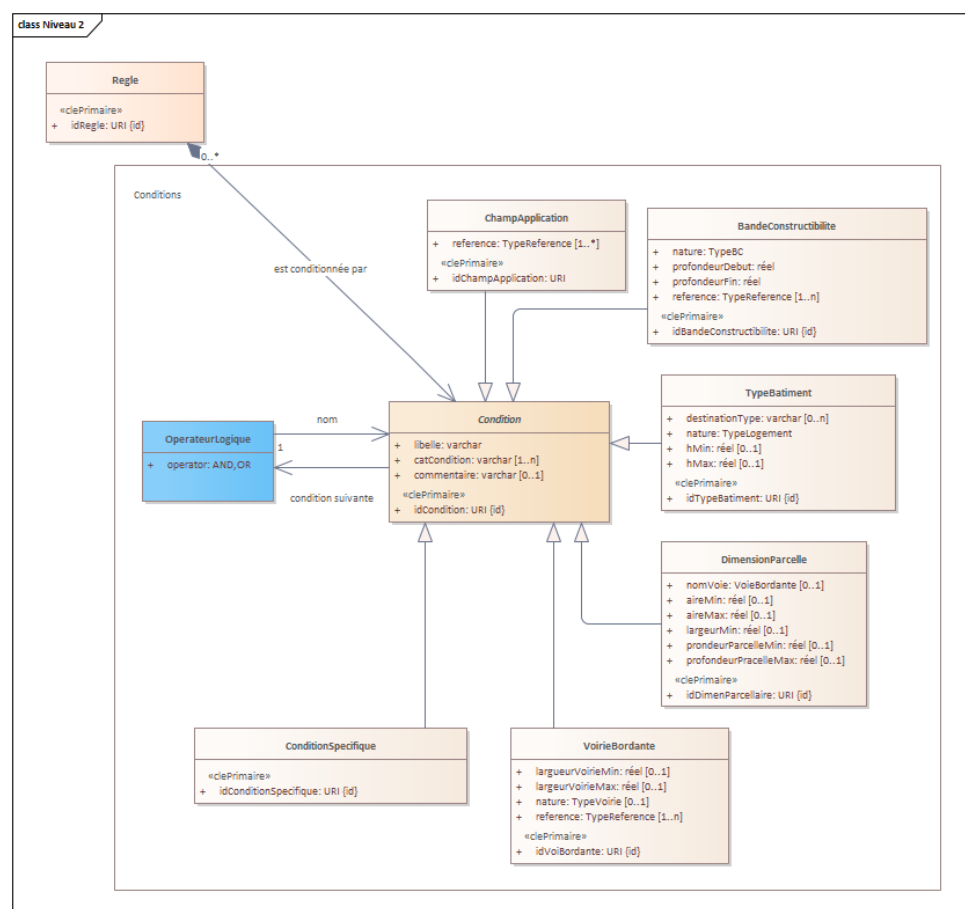 class Niveau 2
Regle
«clePrimaire»
+ idRegle: URI {id}
0..*
Conditions
est conditionnée par
ChampApplication
+ reference: TypeReference [1..*]
«clePrimaire»
+ idChampApplication: URI
BandeConstructibilite
+ nature: TypeBC
+ profondeurDebut: réel
+ profondeurFin: réel
+ reference: TypeReference [1..n]
«clePrimaire»
+ idBandeConstructibilite: URI {id}
TypeBatiment
+ destinationType: varchar [0..n]
+ nature: TypeLogement
+ hMin: réel [0..1]
+ hMax: réel [0..1]
«clePrimaire»
+ idTypeBatiment: URI {id}
OperateurLogique
+ operator: AND,OR
nom
1
condition suivante
Condition
+ libelle: varchar
+ catCondition: varchar [1..n]
+ commentaire: varchar [0..1]
«clePrimaire»
+ idCondition: URI {id}
DimensionParcelle
+ nomVoie: VoieBordante [0..1]
+ aireMin: réel [0..1]
+ aireMax: réel [0..1]
+ largeurMin: réel [0..1]
+ prondeurParcelleMin: réel [0..1]
+ profondeurPracelleMax: réel [0..1]
«clePrimaire»
+ idDimenParcellaire: URI {id}
ConditionSpecifique
«clePrimaire»
+ idConditionSpecifique: URI {id}
VoirieBordante
+ largueurVoirieMin: réel [0..1]
+ largeurVoirieMax: réel [0..1]
+ nature: TypeVoirie [0..1]
+ reference: TypeReference [1..n]
«clePrimaire»
+ idVoiBordante: URI {id}